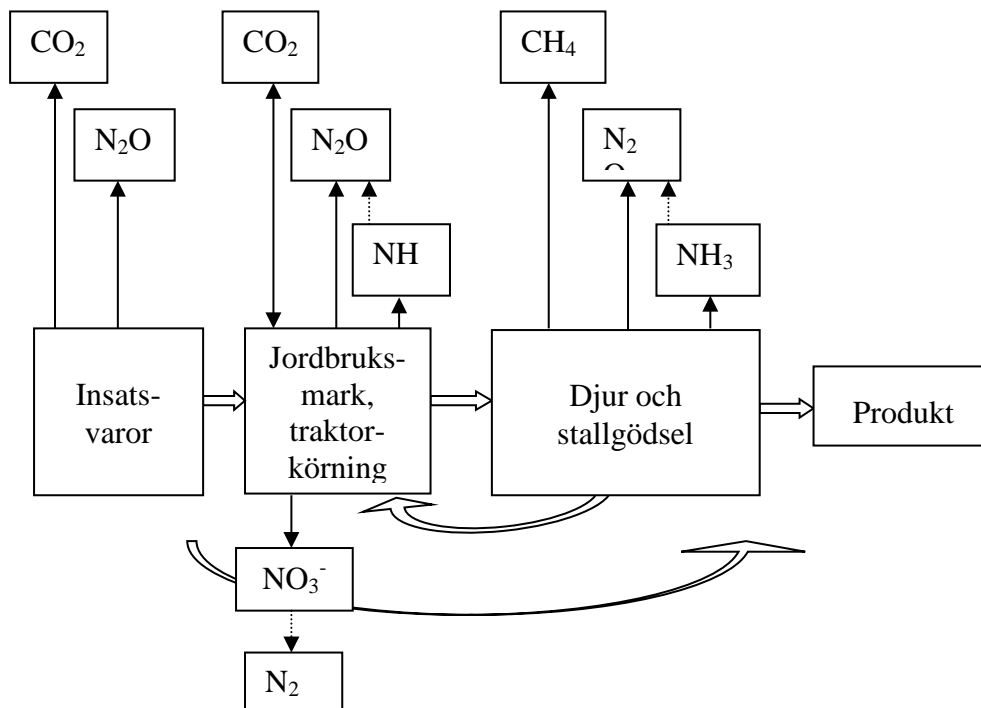 CO₂
CO₂
CH₄
N₂O
N₂O
N₂
NH
NH₃
Insats-
varor
Jordbruks-
mark,
traktor-
körning
Djur och
stallgödsel
Produkt
NO₃⁻
N₂